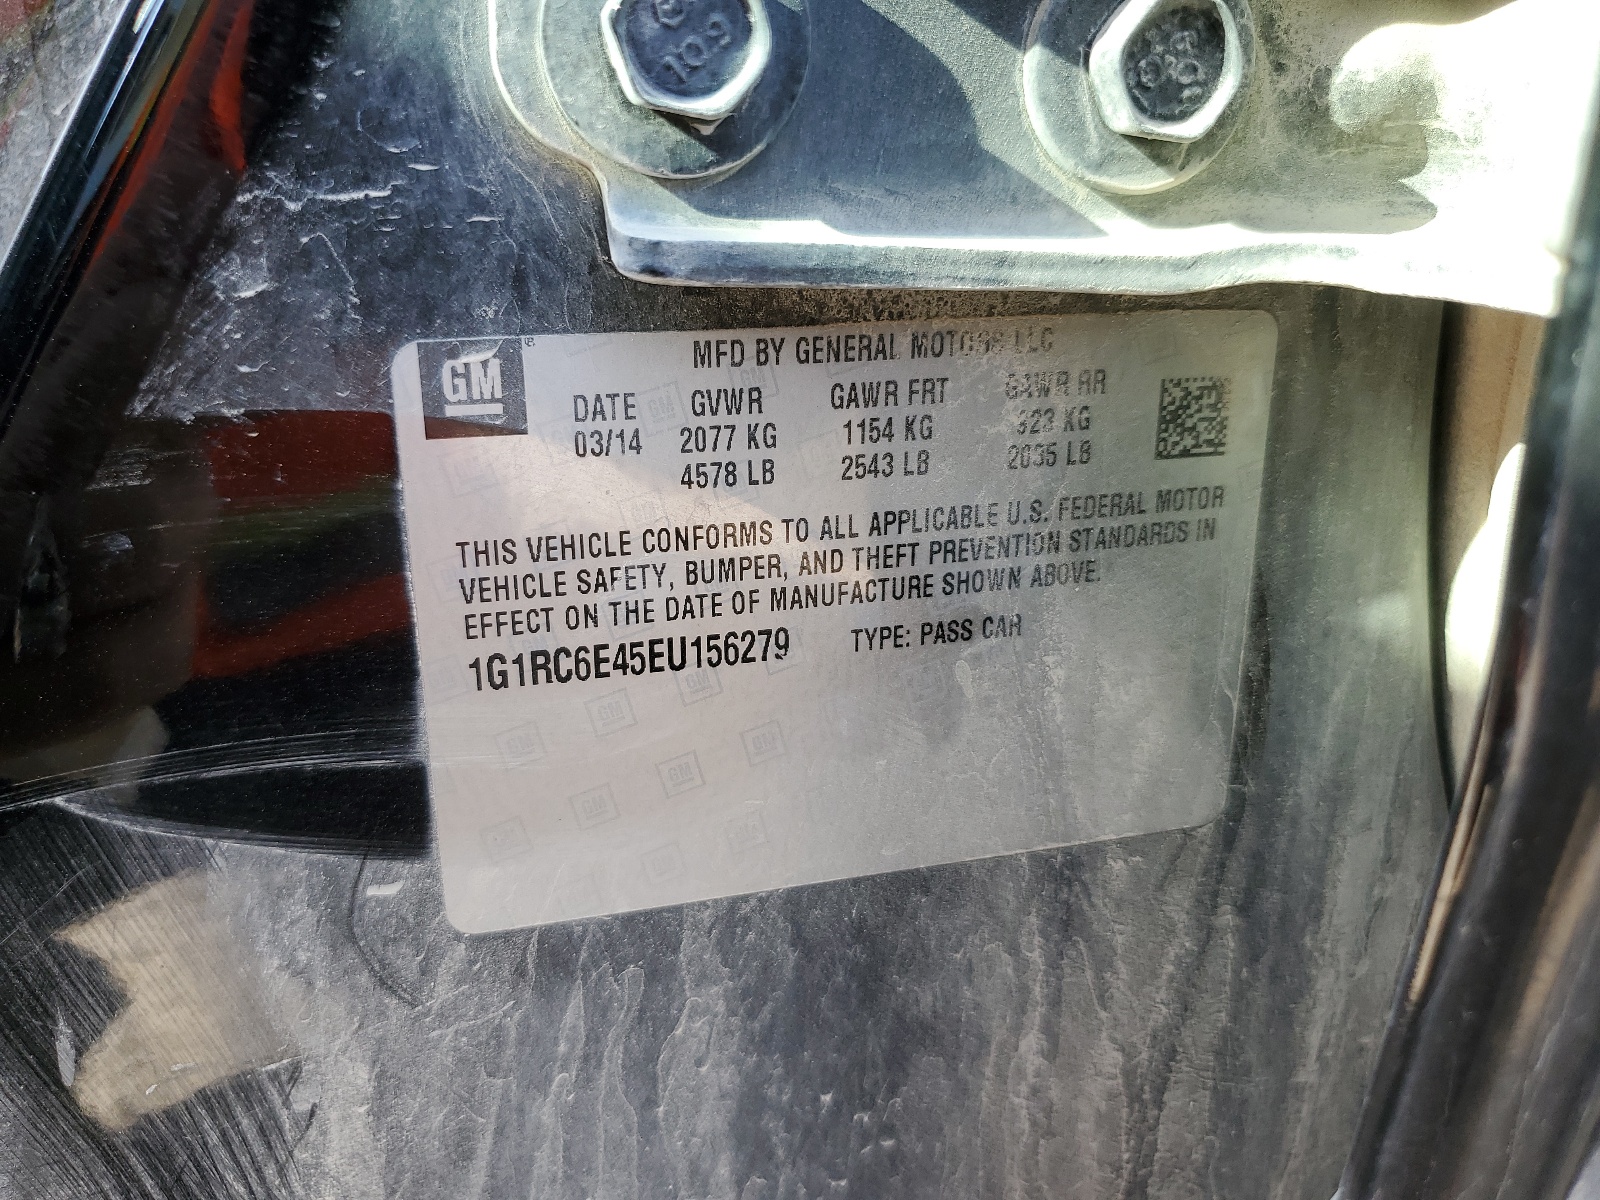 10.9
GM
MFD BY GENERAL MOTORS LLC
DATE GVWR GAWR FRT GAWR RR
03/14 2077 KG 1154 KG 923 KG
4578 LB 2543 LB 2035 LB
THIS VEHICLE CONFORMS TO ALL APPLICABLE U.S. FEDERAL MOTOR
VEHICLE SAFETY, BUMPER, AND THEFT PREVENTION STANDARDS IN
EFFECT ON THE DATE OF MANUFACTURE SHOWN ABOVE.
1G1RC6E45EU156279 TYPE: PASS CAR